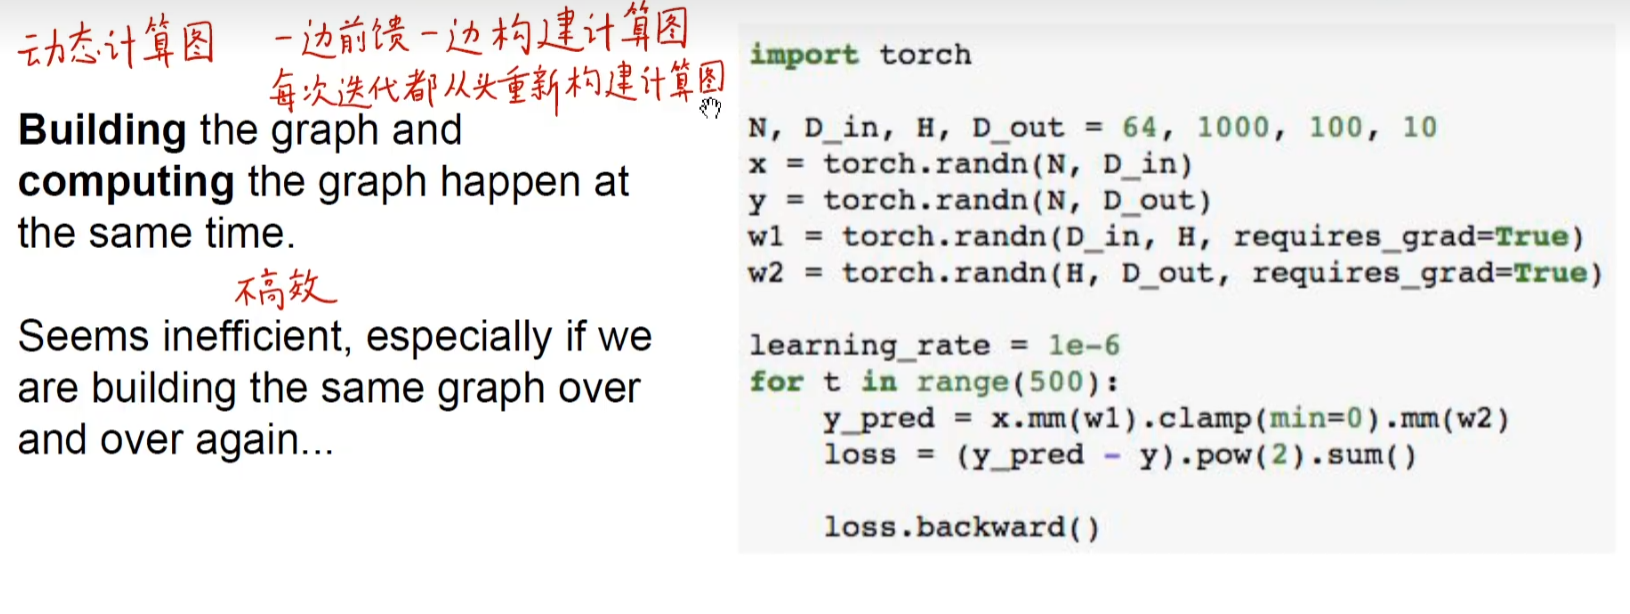 动态计算图 一边前馈一边构建计算图
每次迭代都从头重新构建计算图
Building the graph and
computing the graph happen at
the same time.
不高效
Seems inefficient, especially if we
are building the same graph over
and over again...
import torch
N, D_in, H, D_out = 64, 1000, 100, 10
x = torch.randn(N, D_in)
y = torch.randn(N, D_out)
w1 = torch.randn(D_in, H, requires_grad=True)
w2 = torch.randn(H, D_out, requires_grad=True)
learning_rate = 1e-6
for t in range(500):
    y_pred = x.mm(w1).clamp(min=0).mm(w2)
    loss = (y_pred - y).pow(2).sum()
    loss.backward()